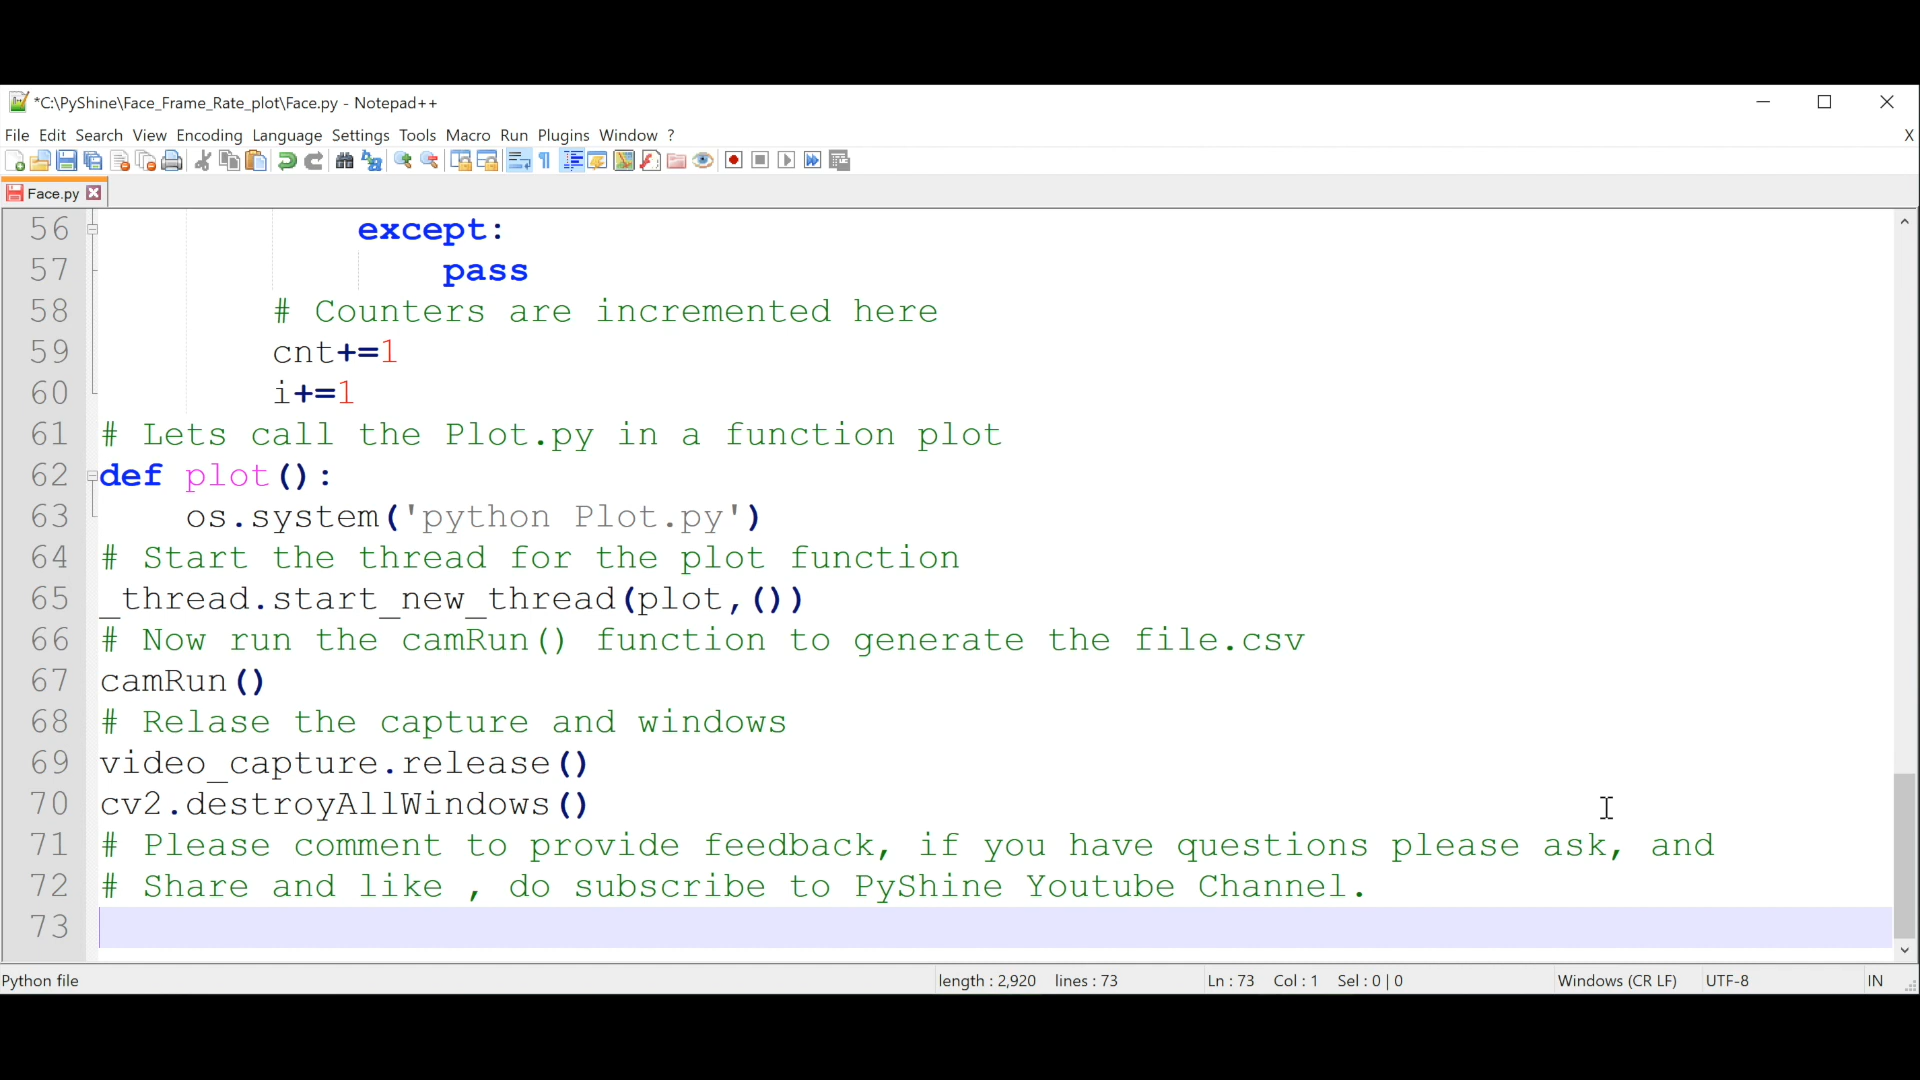 *C:\PyShine\Face_Frame_Rate_plot\Face.py - Notepad++
File Edit Search View Encoding Language Settings Tools Macro Run Plugins Window ? X
Face.py
56 except:
57 pass
58 # Counters are incremented here
59 cnt+=1
60 i+=1
61 # Lets call the Plot.py in a function plot
62 def plot():
63 os.system('python Plot.py')
64 # Start the thread for the plot function
65 _thread.start_new_thread(plot,())
66 # Now run the camRun() function to generate the file.csv
67 camRun()
68 # Relase the capture and windows
69 video_capture.release()
70 cv2.destroyAllWindows()
71 # Please comment to provide feedback, if you have questions please ask, and
72 # Share and like , do subscribe to PyShine Youtube Channel.
73
Python file length : 2,920 lines : 73 Ln : 73 Col : 1 Sel : 0 | 0 Windows (CR LF) UTF-8 IN